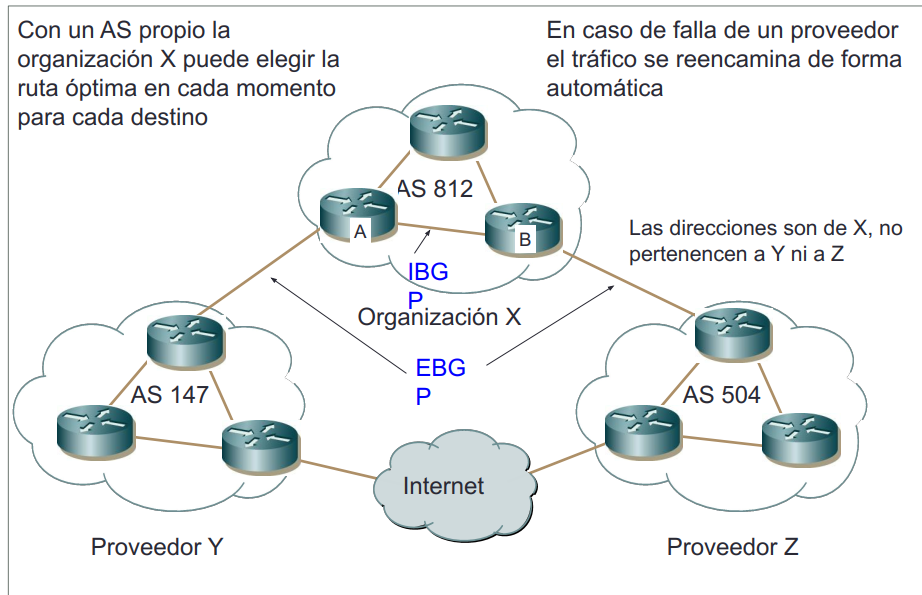 Con un AS propio la
organización X puede elegir la
ruta óptima en cada momento
para cada destino
En caso de falla de un proveedor
el tráfico se reencamina de forma
automática
AS 812
A
B
Las direcciones son de X, no
pertenencen a Y ni a Z
IBG
P
Organización X
EBG
P
AS 147
AS 504
Internet
Proveedor Y
Proveedor Z